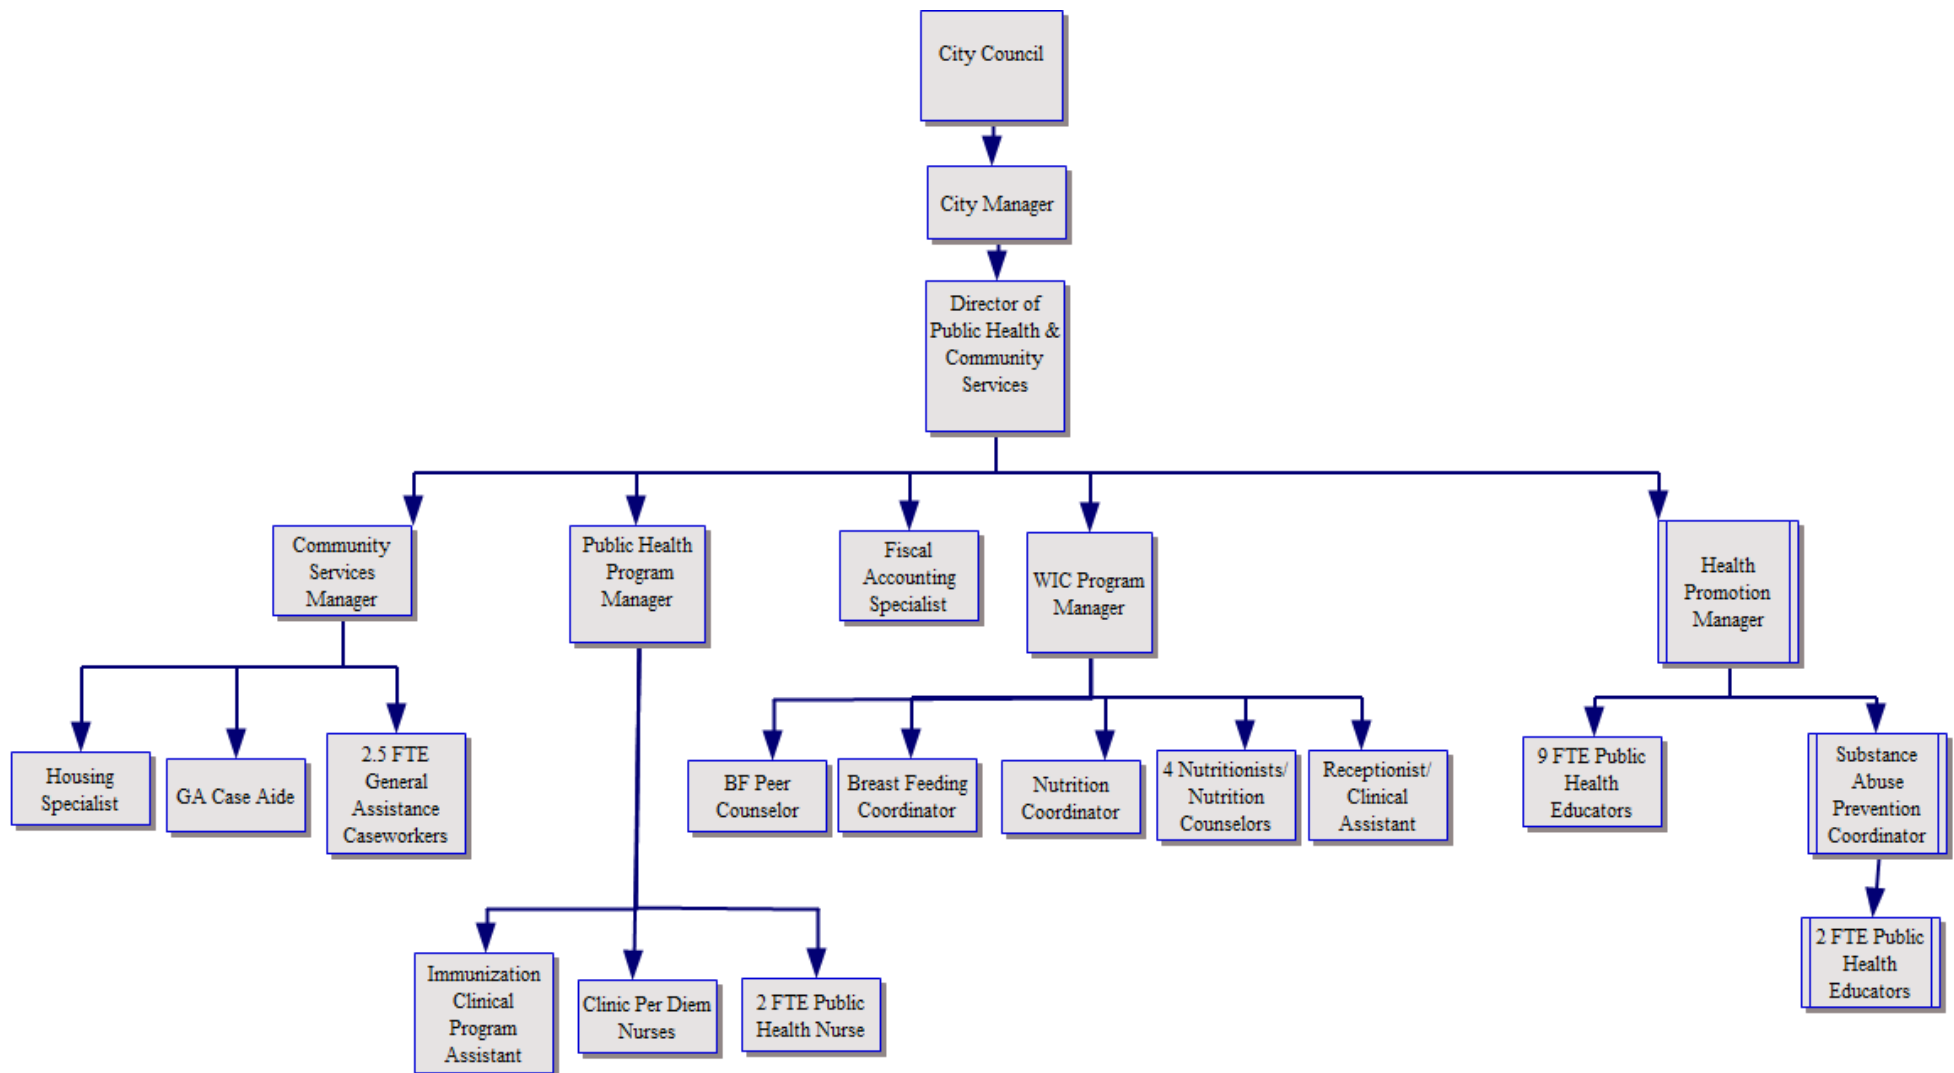 City Council
City Manager
Director of
Public Health &
Community
Services
Community
Services
Manager
Public Health
Program
Manager
Fiscal
Accounting
Specialist
WIC Program
Manager
Health
Promotion
Manager
Housing
Specialist
GA Case Aide
2.5 FTE
General
Assistance
Caseworkers
BF Peer
Counselor
Breast Feeding
Coordinator
Nutrition
Coordinator
4 Nutritionists/
Nutrition
Counselors
Receptionist/
Clinical
Assistant
9 FTE Public
Health
Educators
Substance
Abuse
Prevention
Coordinator
Immunization
Clinical
Program
Assistant
Clinic Per Diem
Nurses
2 FTE Public
Health Nurse
2 FTE Public
Health
Educators